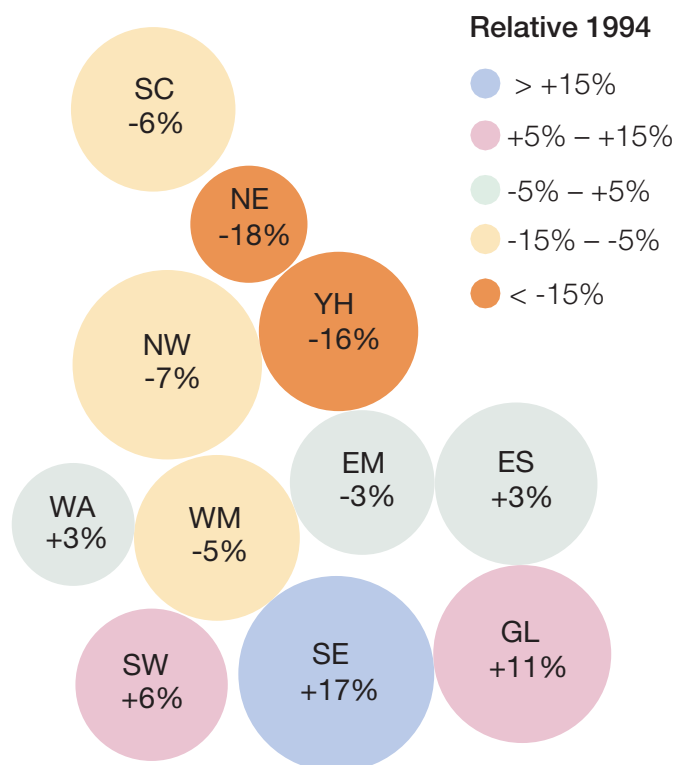 Relative 1994
> +15%
+5% – +15%
-5% – +5%
-15% – -5%
< -15%
SC
-6%
NE
-18%
YH
-16%
NW
-7%
EM
-3%
ES
+3%
WA
+3%
WM
-5%
SW
+6%
SE
+17%
GL
+11%